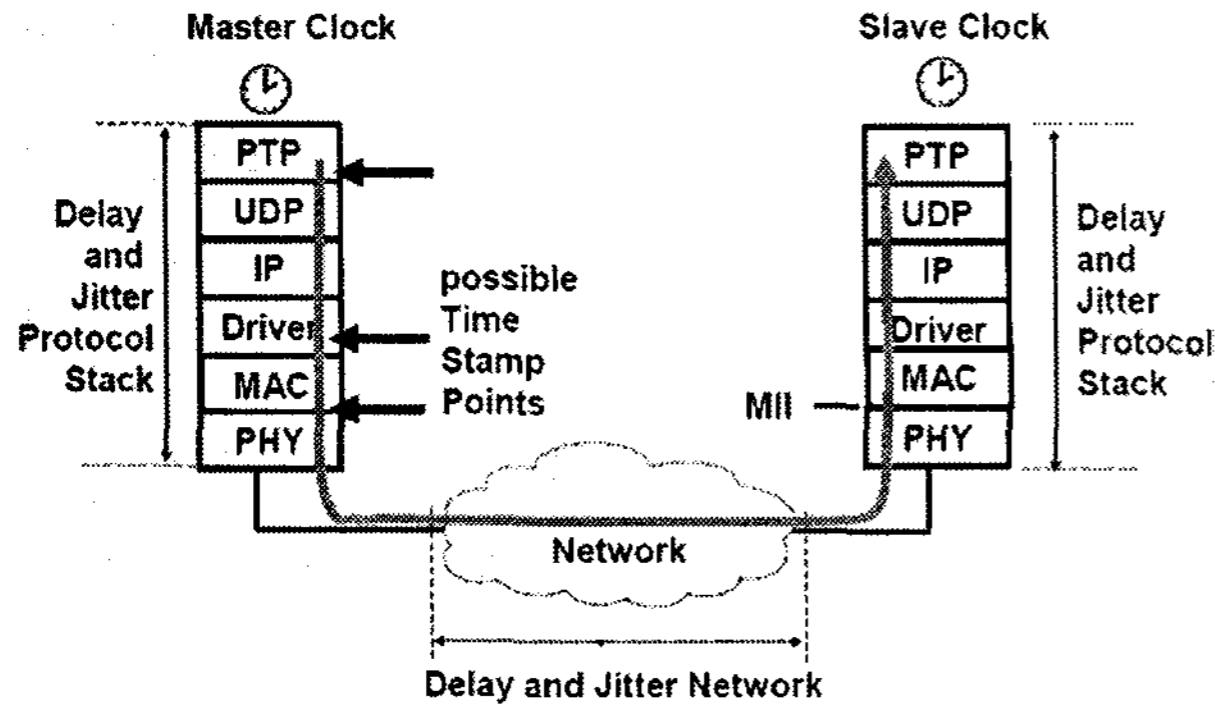 Master Clock
Slave Clock
PTP
UDP
IP
Driver
MAC
PHY
Delay
and
Jitter
Protocol
Stack
possible
Time
Stamp
Points
MII
PTP
UDP
IP
Driver
MAC
PHY
Delay
and
Jitter
Protocol
Stack
Network
Delay and Jitter Network